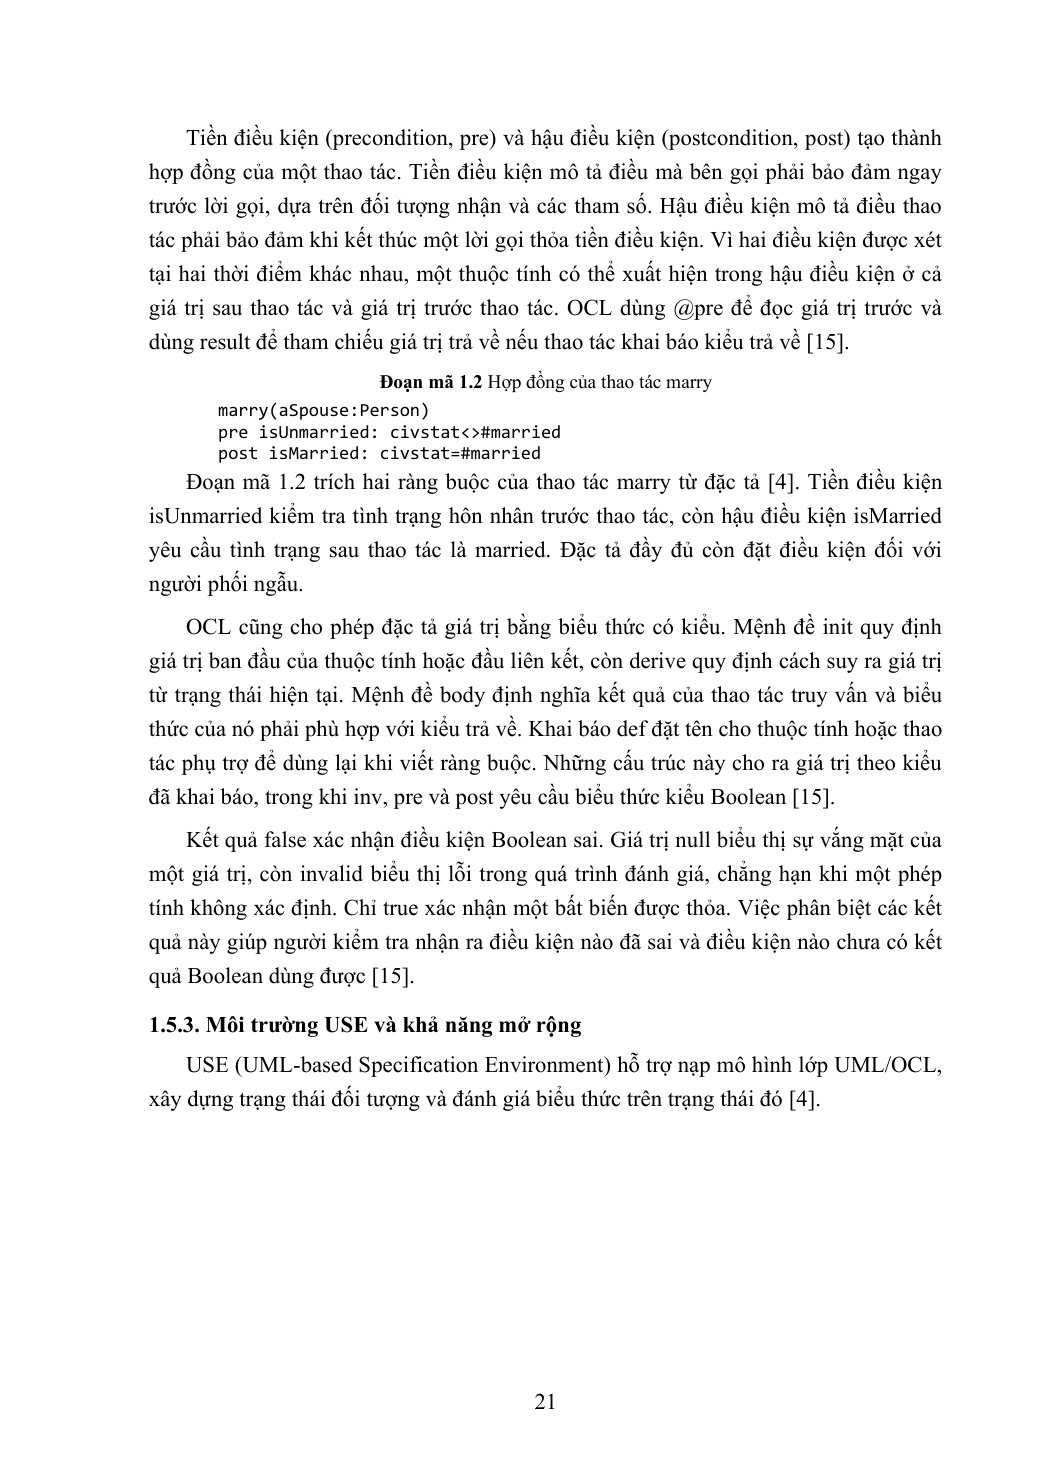 Tiền điều kiện (precondition, pre) và hậu điều kiện (postcondition, post) tạo thành
hợp đồng của một thao tác. Tiền điều kiện mô tả điều mà bên gọi phải bảo đảm ngay
trước lời gọi, dựa trên đối tượng nhận và các tham số. Hậu điều kiện mô tả điều thao
tác phải bảo đảm khi kết thúc một lời gọi thỏa tiền điều kiện. Vì hai điều kiện được xét
tại hai thời điểm khác nhau, một thuộc tính có thể xuất hiện trong hậu điều kiện ở cả
giá trị sau thao tác và giá trị trước thao tác. OCL dùng @pre để đọc giá trị trước và
dùng result để tham chiếu giá trị trả về nếu thao tác khai báo kiểu trả về [15].
Đoạn mã 1.2 Hợp đồng của thao tác marry
marry(aSpouse:Person)
pre isUnmarried: civstat<>#married
post isMarried: civstat=#married
Đoạn mã 1.2 trích hai ràng buộc của thao tác marry từ đặc tả [4]. Tiền điều kiện
isUnmarried kiểm tra tình trạng hôn nhân trước thao tác, còn hậu điều kiện isMarried
yêu cầu tình trạng sau thao tác là married. Đặc tả đầy đủ còn đặt điều kiện đối với
người phối ngẫu.
OCL cũng cho phép đặc tả giá trị bằng biểu thức có kiểu. Mệnh đề init quy định
giá trị ban đầu của thuộc tính hoặc đầu liên kết, còn derive quy định cách suy ra giá trị
từ trạng thái hiện tại. Mệnh đề body định nghĩa kết quả của thao tác truy vấn và biểu
thức của nó phải phù hợp với kiểu trả về. Khai báo def đặt tên cho thuộc tính hoặc thao
tác phụ trợ để dùng lại khi viết ràng buộc. Những cấu trúc này cho ra giá trị theo kiểu
đã khai báo, trong khi inv, pre và post yêu cầu biểu thức kiểu Boolean [15].
Kết quả false xác nhận điều kiện Boolean sai. Giá trị null biểu thị sự vắng mặt của
một giá trị, còn invalid biểu thị lỗi trong quá trình đánh giá, chẳng hạn khi một phép
tính không xác định. Chỉ true xác nhận một bất biến được thỏa. Việc phân biệt các kết
quả này giúp người kiểm tra nhận ra điều kiện nào đã sai và điều kiện nào chưa có kết
quả Boolean dùng được [15].
1.5.3. Môi trường USE và khả năng mở rộng
USE (UML-based Specification Environment) hỗ trợ nạp mô hình lớp UML/OCL,
xây dựng trạng thái đối tượng và đánh giá biểu thức trên trạng thái đó [4].
21